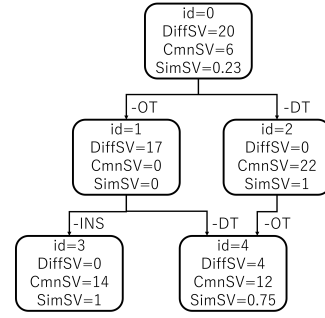 id=0
DiffSV=20
CmnSV=6
SimSV=0.23
-OT
-DT
id=1
DiffSV=17
CmnSV=0
SimSV=0
id=2
DiffSV=0
CmnSV=22
SimSV=1
-INS
-DT
-OT
id=3
DiffSV=0
CmnSV=14
SimSV=1
id=4
DiffSV=4
CmnSV=12
SimSV=0.75